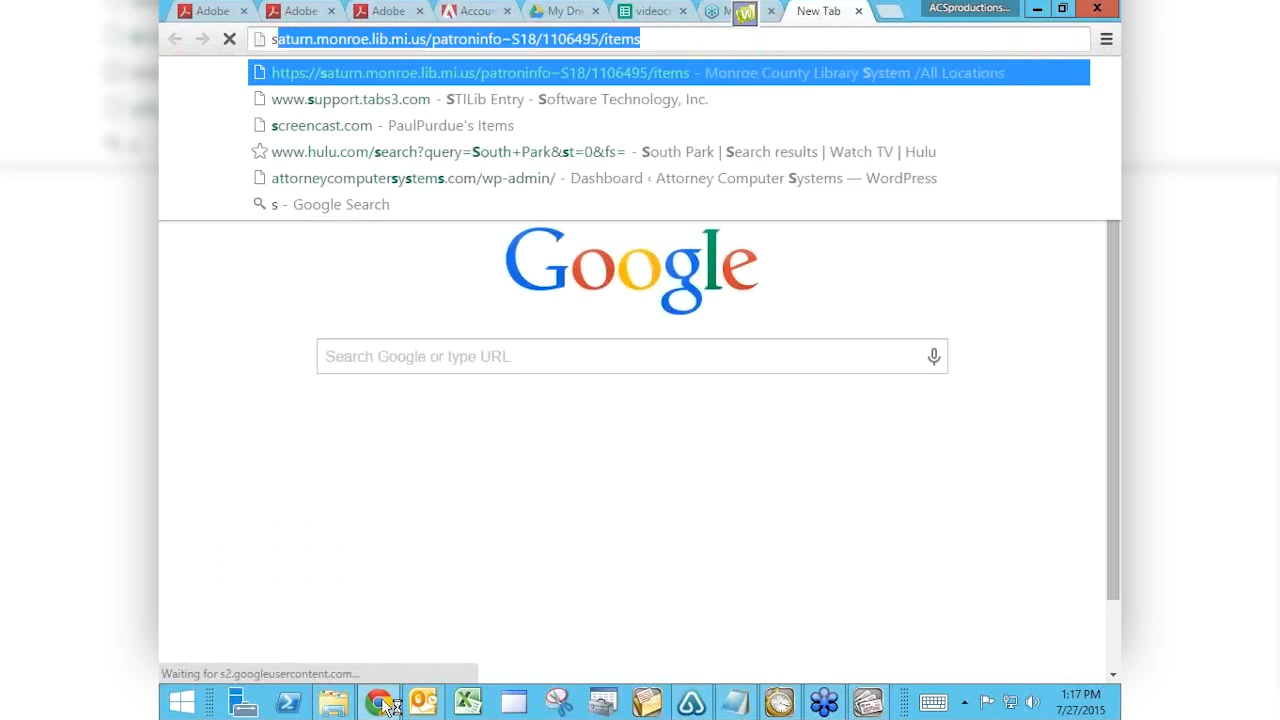 Adobe
Adobe
Adobe
Accou
My Dri
videoc
New Tab
ACSproductions...
saturn.monroe.lib.mi.us/patroninfo~S18/1106495/items
https://saturn.monroe.lib.mi.us/patroninfo~S18/1106495/items - Monroe County Library System /All Locations
www.support.tabs3.com - STILib Entry - Software Technology, Inc.
screencast.com - PaulPurdue's Items
www.hulu.com/search?query=South+Park&st=0&fs= - South Park | Search results | Watch TV | Hulu
attorneycomputersystems.com/wp-admin/ - Dashboard ‹ Attorney Computer Systems — WordPress
s - Google Search
Google
Search Google or type URL
Waiting for s2.googleusercontent.com...
1:17 PM
7/27/2015